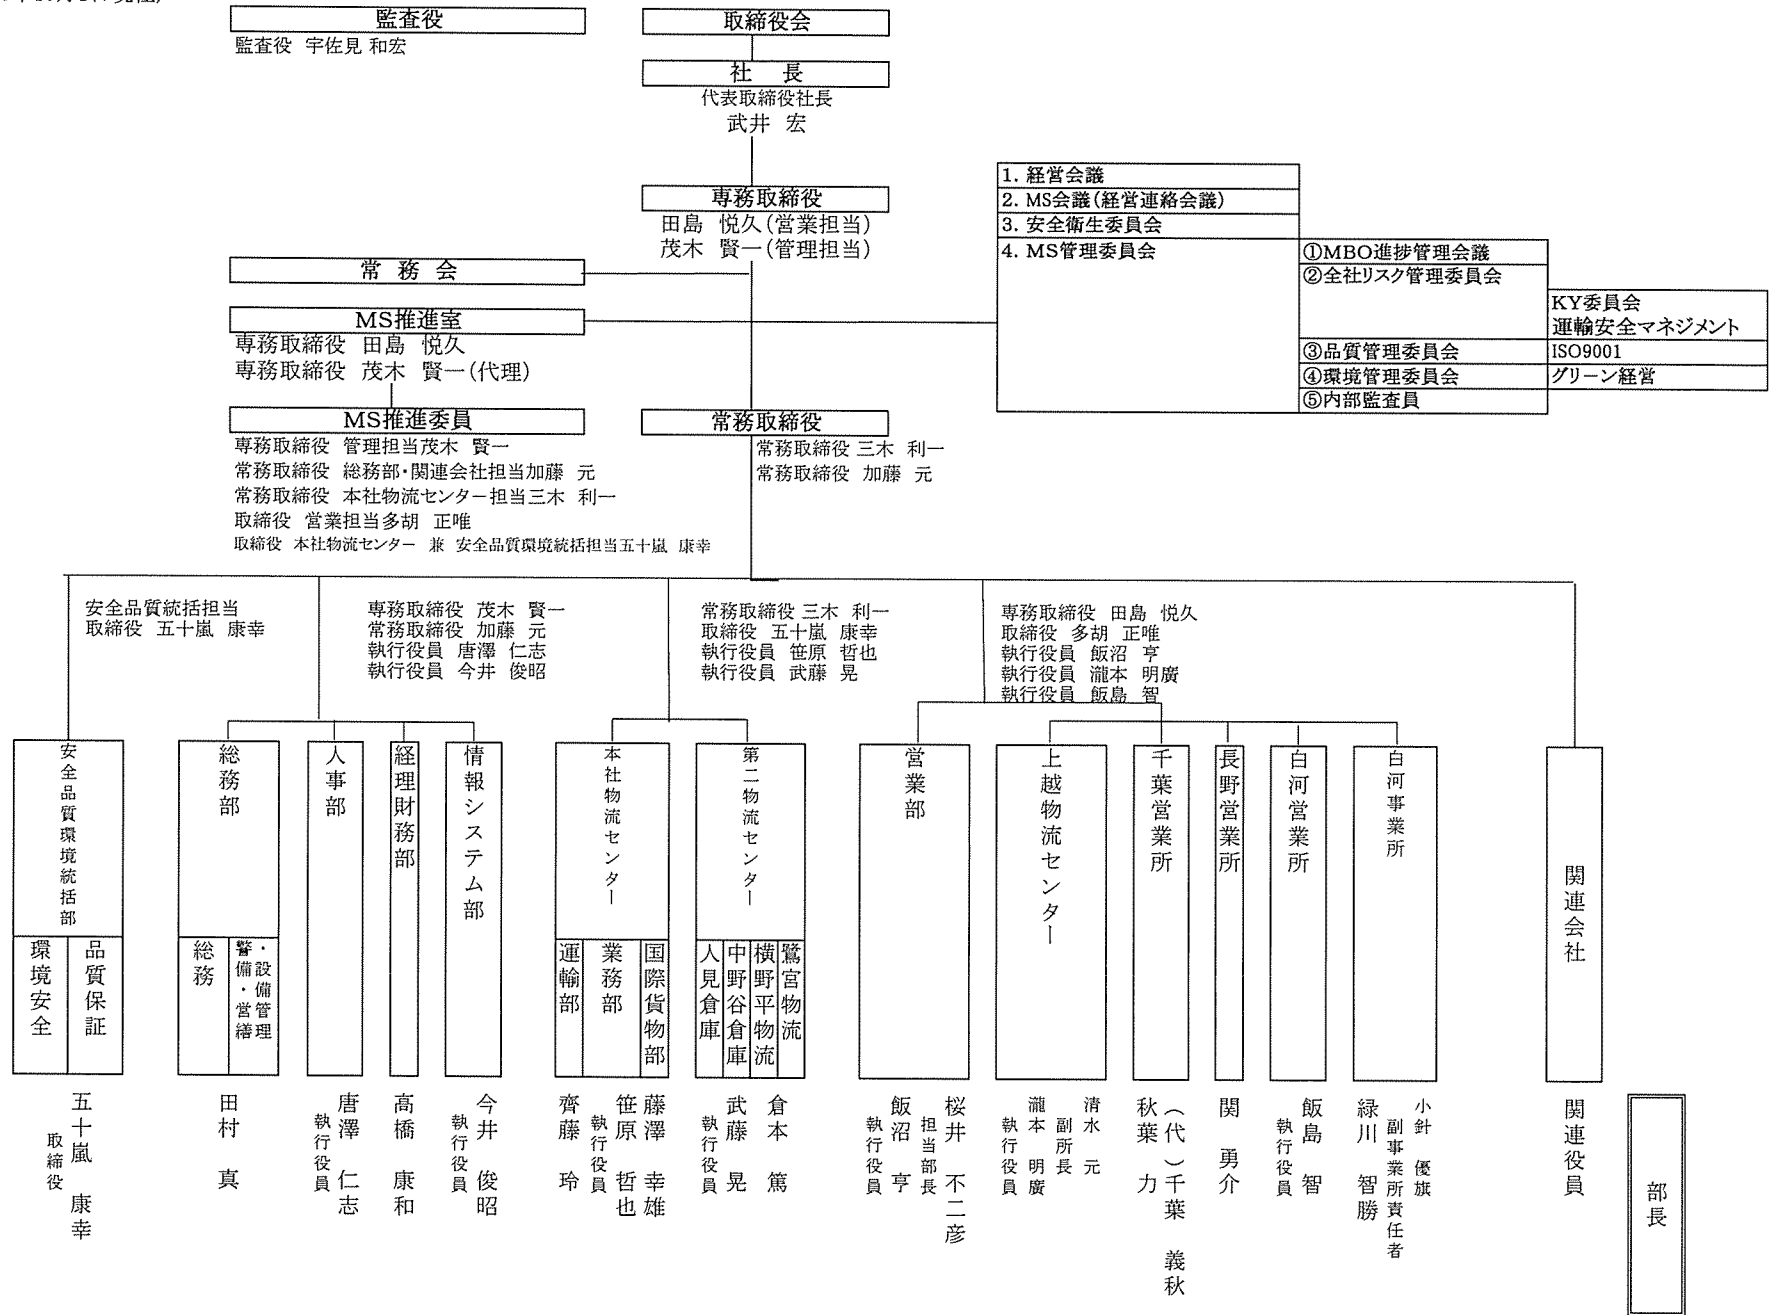 監査役
監査役 宇佐見 和宏
取締役会
社 長
代表取締役社長
武井 宏
専務取締役
田島 悦久(営業担当)
茂木 賢一(管理担当)
常 務 会
MS推進室
専務取締役 田島 悦久
専務取締役 茂木 賢一(代理)
MS推進委員
専務取締役 管理担当茂木 賢一
常務取締役 総務部・関連会社担当加藤 元
常務取締役 本社物流センター担当三木 利一
取締役 営業担当多胡 正唯
取締役 本社物流センター 兼 安全品質環境統括担当五十嵐 康幸
1. 経営会議
2. MS会議(経営連絡会議)
3. 安全衛生委員会
4. MS管理委員会
①MBO進捗管理会議
②全社リスク管理委員会
KY委員会
運輸安全マネジメント
③品質管理委員会
ISO9001
④環境管理委員会
グリーン経営
⑤内部監査員
常務取締役
常務取締役 三木 利一
常務取締役 加藤 元
安全品質統括担当
取締役 五十嵐 康幸
専務取締役 茂木 賢一
常務取締役 加藤 元
執行役員 唐澤 仁志
執行役員 今井 俊昭
常務取締役 三木 利一
取締役 五十嵐 康幸
執行役員 笹原 哲也
執行役員 武藤 晃
専務取締役 田島 悦久
取締役 多胡 正唯
執行役員 飯沼 亨
執行役員 瀧本 明廣
執行役員 飯島 智
安全品質環境統括部
環境安全
品質保証
総務部
総務
警備・営繕
・設備管理
人事部
経理財務部
情報システム部
本社物流センター
運輸部
業務部
国際貨物部
第二物流センター
人見倉庫
中野谷倉庫
横野平物流
鷺宮物流
営業部
上越物流センター
千葉営業所
長野営業所
白河営業所
白河事業所
関連会社
五十嵐 康幸
取締役
田村 真
唐澤 仁志
執行役員
高橋 康和
今井 俊昭
執行役員
齊藤 玲
笹原 哲也
執行役員
藤澤 幸雄
武藤 晃
執行役員
倉本 篤
飯沼 亨
執行役員
桜井 不二彦
担当部長
瀧本 明廣
執行役員
清水 元
副所長
秋葉 力
(代)千葉 義秋
関 勇介
飯島 智
執行役員
緑川 智勝
小針 優旗
副事業所責任者
関連役員
部長